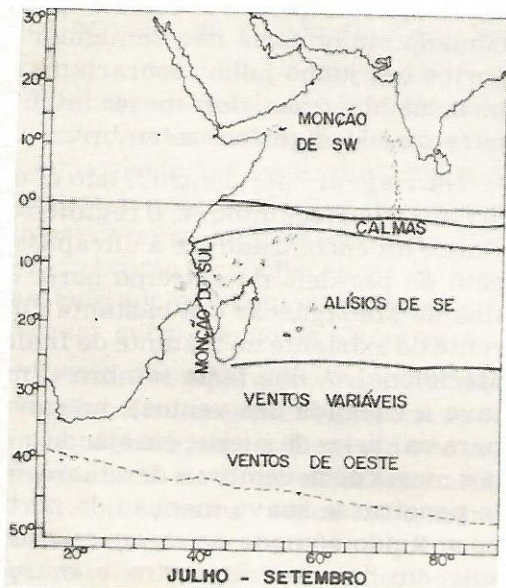 30°
20°
10°
0°
10°
20°
30°
40°
50°
MONÇÃO
DE SW
CALMAS
MONÇÃO DO SUL
ALÍSIOS DE SE
VENTOS VARIÁVEIS
VENTOS DE OESTE
20° 40° 60° 80°
JULHO - SETEMBRO